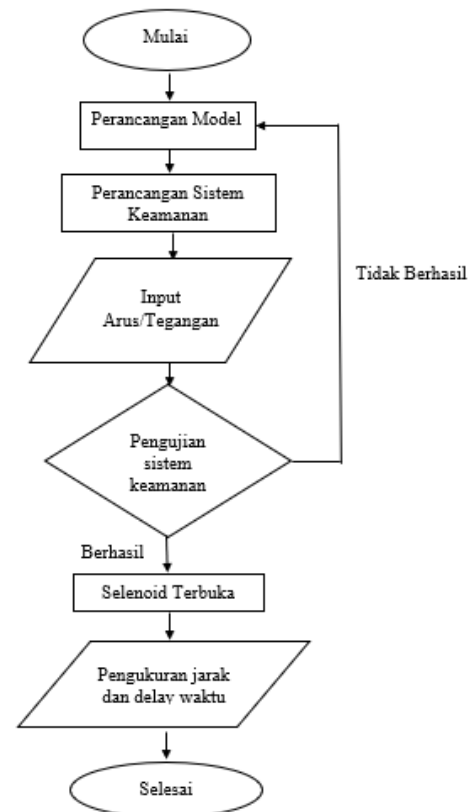 Mulai
Perancangan Model
Perancangan Sistem
Keamanan
Input
Arus/Tegangan
Tidak Berhasil
Pengujian
sistem
keamanan
Berhasil
Selenoid Terbuka
Pengukuran jarak
dan delay waktu
Selesai